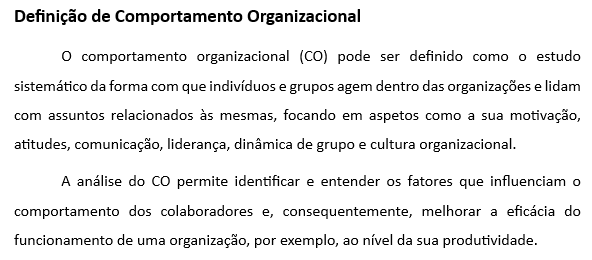 Definição de Comportamento Organizacional
O comportamento organizacional (CO) pode ser definido como o estudo
sistemático da forma com que indivíduos e grupos agem dentro das organizações e lidam
com assuntos relacionados às mesmas, focando em aspetos como a sua motivação,
atitudes, comunicação, liderança, dinâmica de grupo e cultura organizacional.
A análise do CO permite identificar e entender os fatores que influenciam o
comportamento dos colaboradores e, consequentemente, melhorar a eficácia do
funcionamento de uma organização, por exemplo, ao nível da sua produtividade.